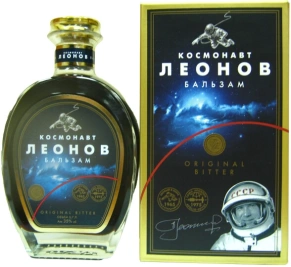 КОСМОНАВТ
ЛЕОНОВ
БАЛЬЗАМ
ORIGINAL BITTER
КОСМОНАВТ
ЛЕОНОВ
БАЛЬЗАМ
ORIGINAL
BITTER
СССР